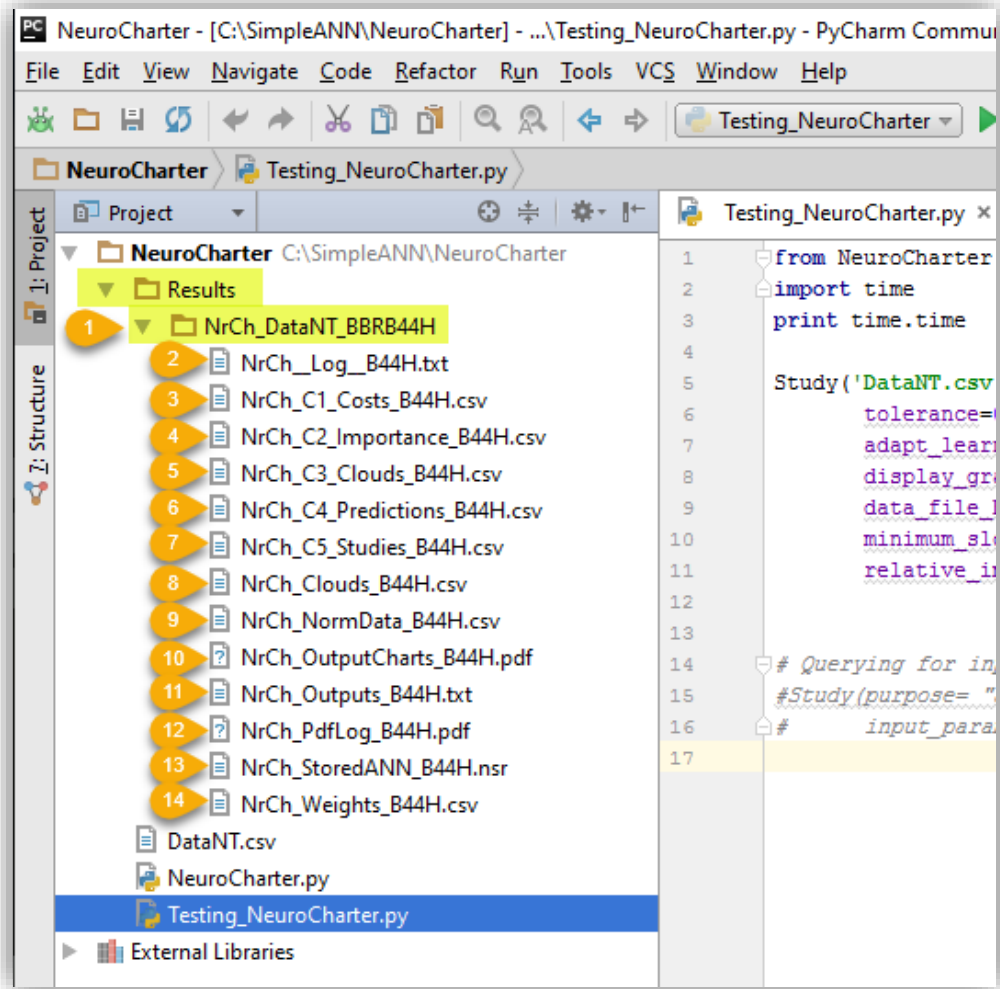 PC NeuroCharter - [C:\SimpleANN\NeuroCharter] - ...\Testing_NeuroCharter.py - PyCharm
File Edit View Navigate Code Refactor Run Tools VCS Window Help
Testing_NeuroCharter
NeuroCharter Testing_NeuroCharter.py
1: Project
7: Structure
Project
NeuroCharter C:\SimpleANN\NeuroCharter
Results
1 NrCh_DataNT_BBRB44H
2 NrCh__Log__B44H.txt
3 NrCh_C1_Costs_B44H.csv
4 NrCh_C2_Importance_B44H.csv
5 NrCh_C3_Clouds_B44H.csv
6 NrCh_C4_Predictions_B44H.csv
7 NrCh_C5_Studies_B44H.csv
8 NrCh_Clouds_B44H.csv
9 NrCh_NormData_B44H.csv
10 NrCh_OutputCharts_B44H.pdf
11 NrCh_Outputs_B44H.txt
12 NrCh_PdfLog_B44H.pdf
13 NrCh_StoredANN_B44H.nsr
14 NrCh_Weights_B44H.csv
DataNT.csv
NeuroCharter.py
Testing_NeuroCharter.py
External Libraries
Testing_NeuroCharter.py ×
1 from NeuroCharter
2 import time
3 print time.time
4
5 Study('DataNT.csv
6 tolerance=
7 adapt_lear
8 display_gr
9 data_file_
10 minimum_sl
11 relative_i
12
13
14 # Querying for in
15 #Study(purpose= "
16 # input_para
17